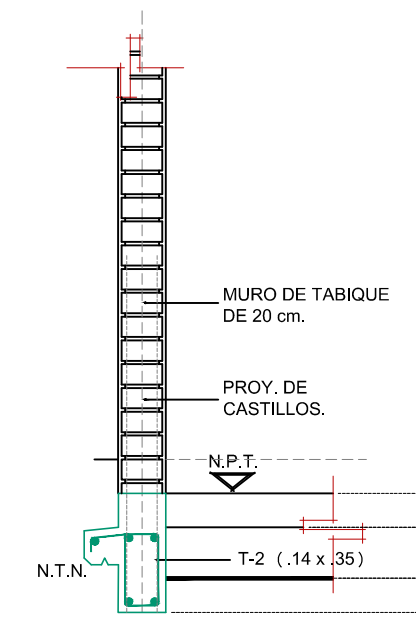 MURO DE TABIQUE
DE 20 cm.
PROY. DE
CASTILLOS.
N.P.T.
T-2 (.14 x .35)
N.T.N.